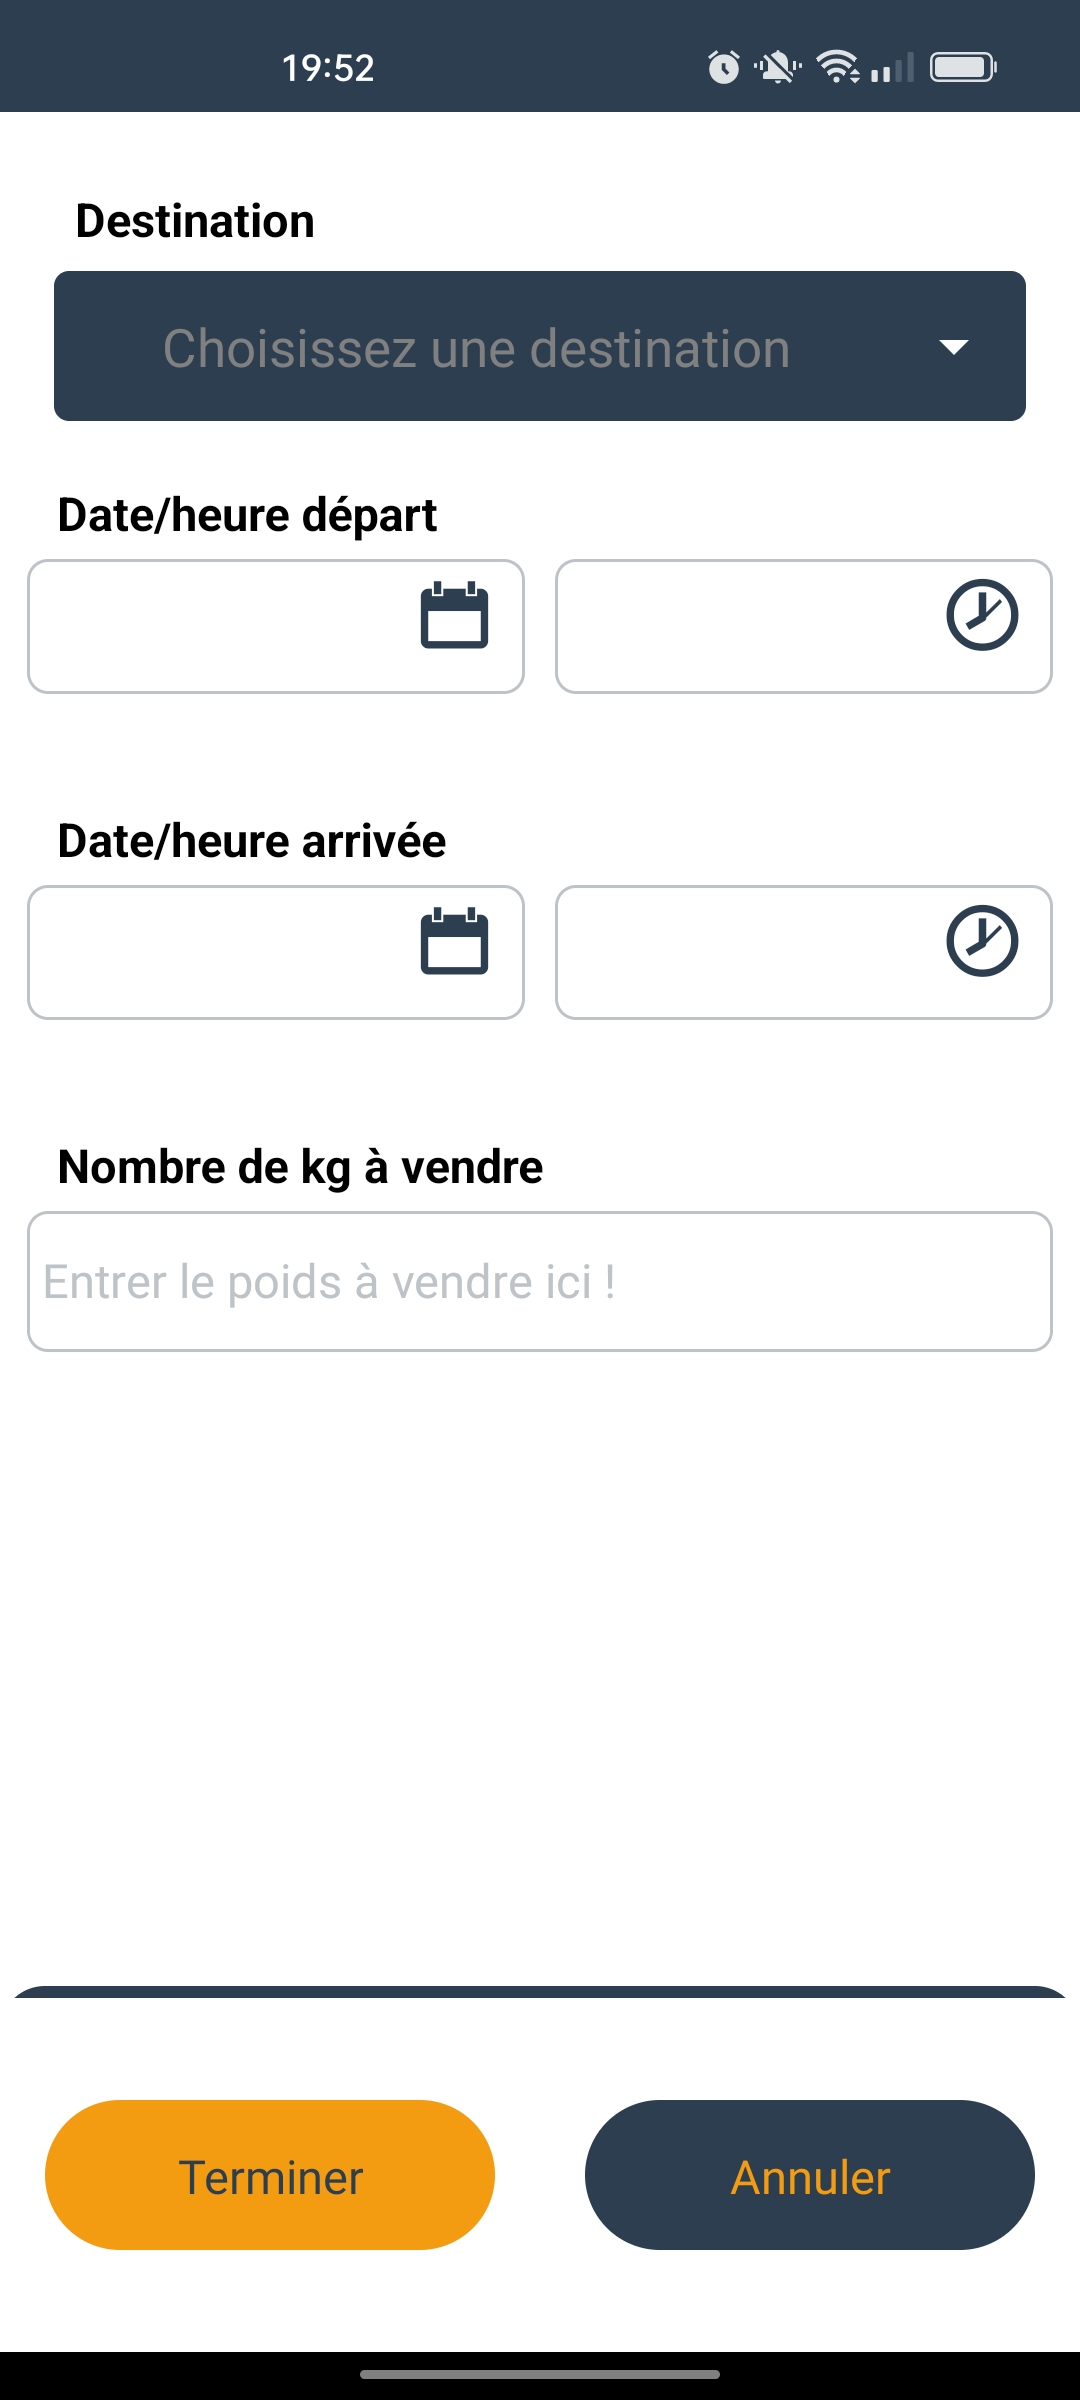 19:52
Destination
Choisissez une destination
Date/heure départ
Date/heure arrivée
Nombre de kg à vendre
Entrer le poids à vendre ici !
Terminer
Annuler